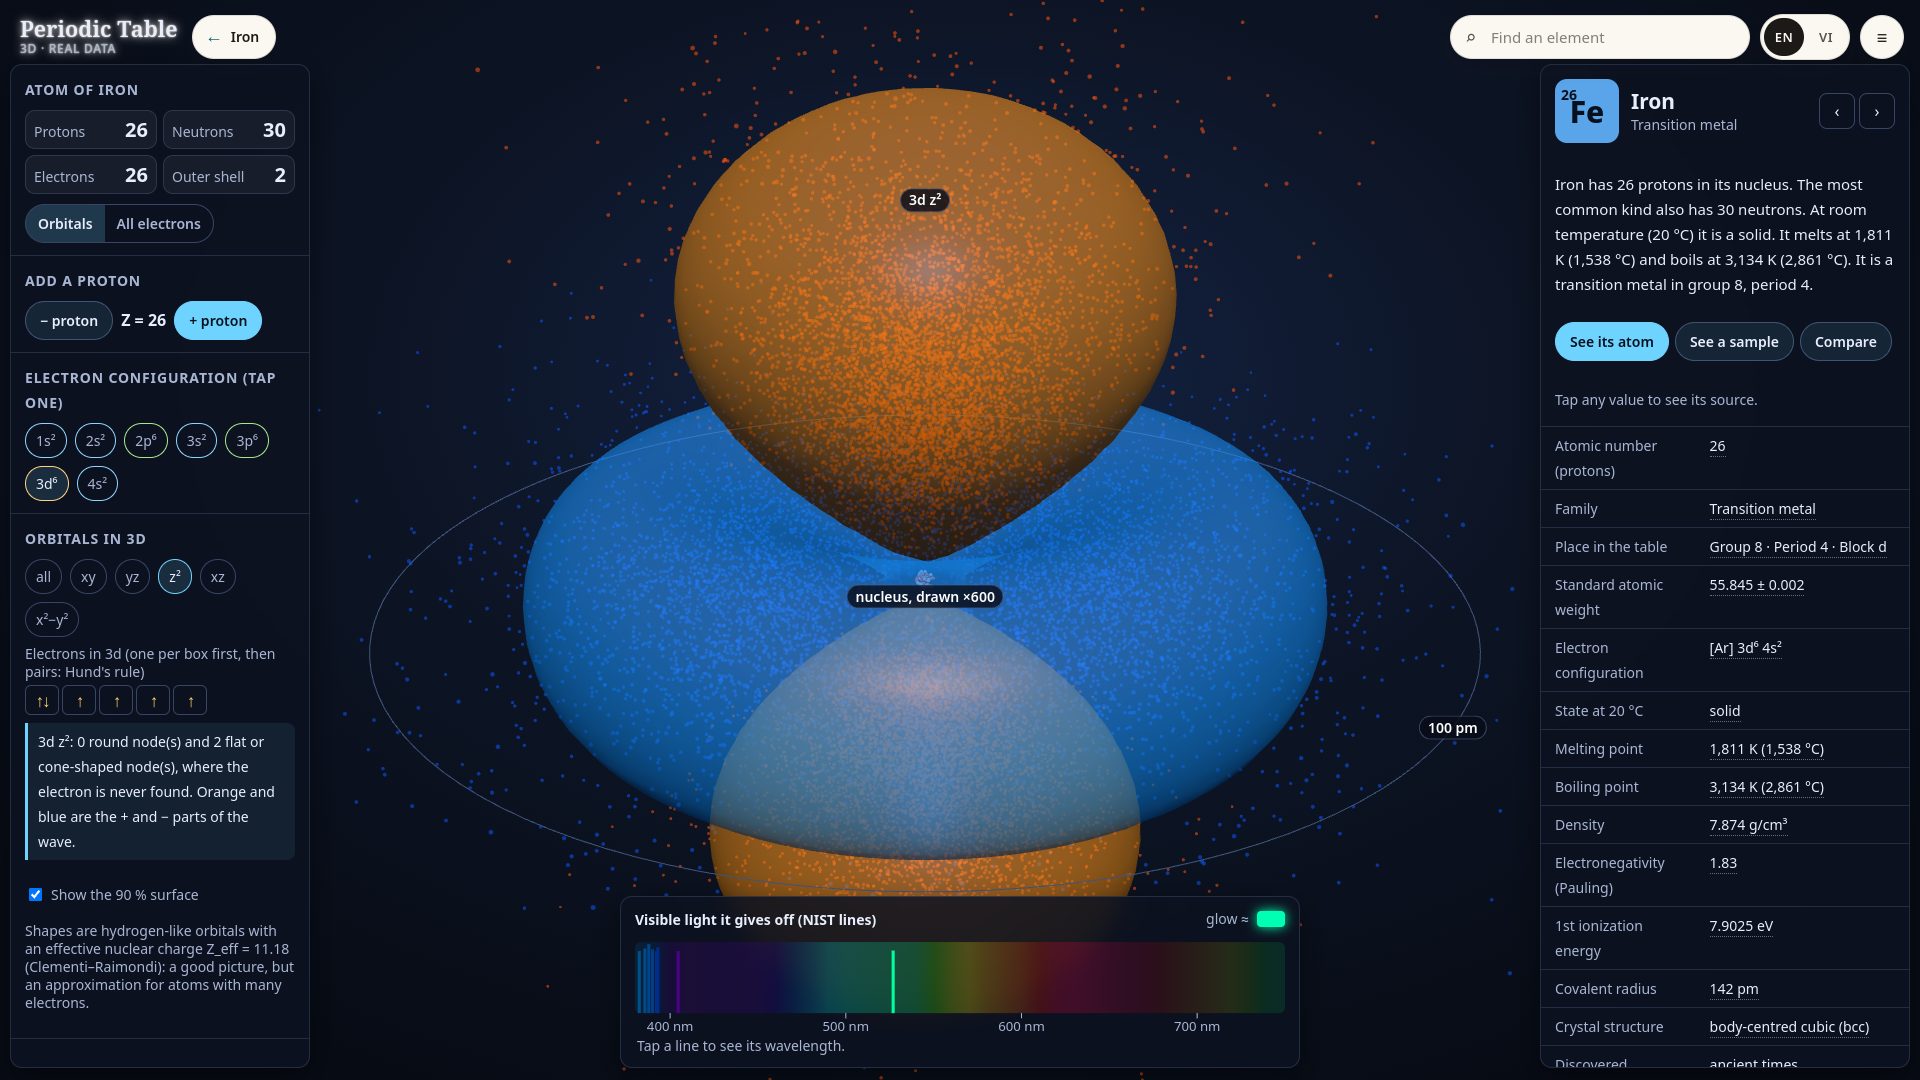 Periodic Table
3D · REAL DATA
← Iron
Find an element
EN VI
≡
ATOM OF IRON
Protons 26
Neutrons 30
Electrons 26
Outer shell 2
Orbitals All electrons
ADD A PROTON
− proton Z = 26 + proton
ELECTRON CONFIGURATION (TAP
ONE)
1s² 2s² 2p⁶ 3s² 3p⁶
3d⁶ 4s²
ORBITALS IN 3D
all xy yz z² xz
x²−y²
Electrons in 3d (one per box first, then
pairs: Hund's rule)
↑↓ ↑ ↑ ↑ ↑
3d z²: 0 round node(s) and 2 flat or
cone-shaped node(s), where the
electron is never found. Orange and
blue are the + and − parts of the
wave.
Show the 90 % surface
Shapes are hydrogen-like orbitals with
an effective nuclear charge Z_eff = 11.18
(Clementi–Raimondi): a good picture, but
an approximation for atoms with many
electrons.
3d z²
nucleus, drawn ×600
100 pm
Visible light it gives off (NIST lines)
glow ≈
400 nm 500 nm 600 nm 700 nm
Tap a line to see its wavelength.
26
Fe
Iron
Transition metal
‹ ›
Iron has 26 protons in its nucleus. The most
common kind also has 30 neutrons. At room
temperature (20 °C) it is a solid. It melts at 1,811
K (1,538 °C) and boils at 3,134 K (2,861 °C). It is a
transition metal in group 8, period 4.
See its atom See a sample Compare
Tap any value to see its source.
Atomic number
(protons)
26
Family Transition metal
Place in the table Group 8 · Period 4 · Block d
Standard atomic
weight
55.845 ± 0.002
Electron
configuration
[Ar] 3d⁶ 4s²
State at 20 °C solid
Melting point 1,811 K (1,538 °C)
Boiling point 3,134 K (2,861 °C)
Density 7.874 g/cm³
Electronegativity
(Pauling)
1.83
1st ionization
energy
7.9025 eV
Covalent radius 142 pm
Crystal structure body-centred cubic (bcc)
Discovered ancient times